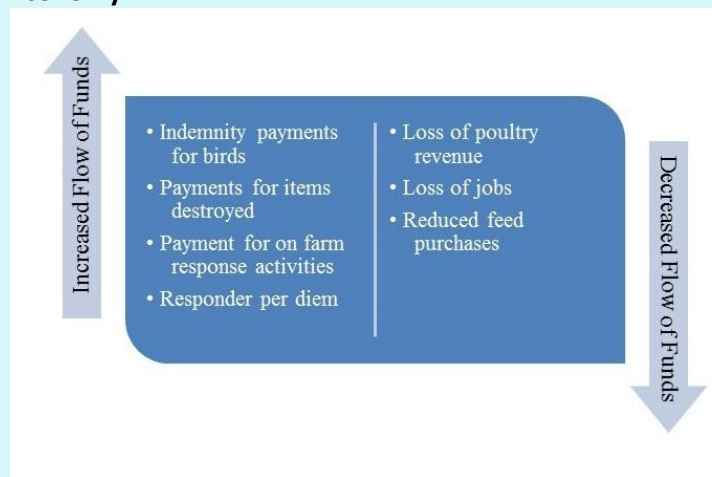 Increased Flow of Funds
• Indemnity payments
for birds
• Payments for items
destroyed
• Payment for on farm
response activities
• Responder per diem
• Loss of poultry
revenue
• Loss of jobs
• Reduced feed
purchases
Decreased Flow of Funds